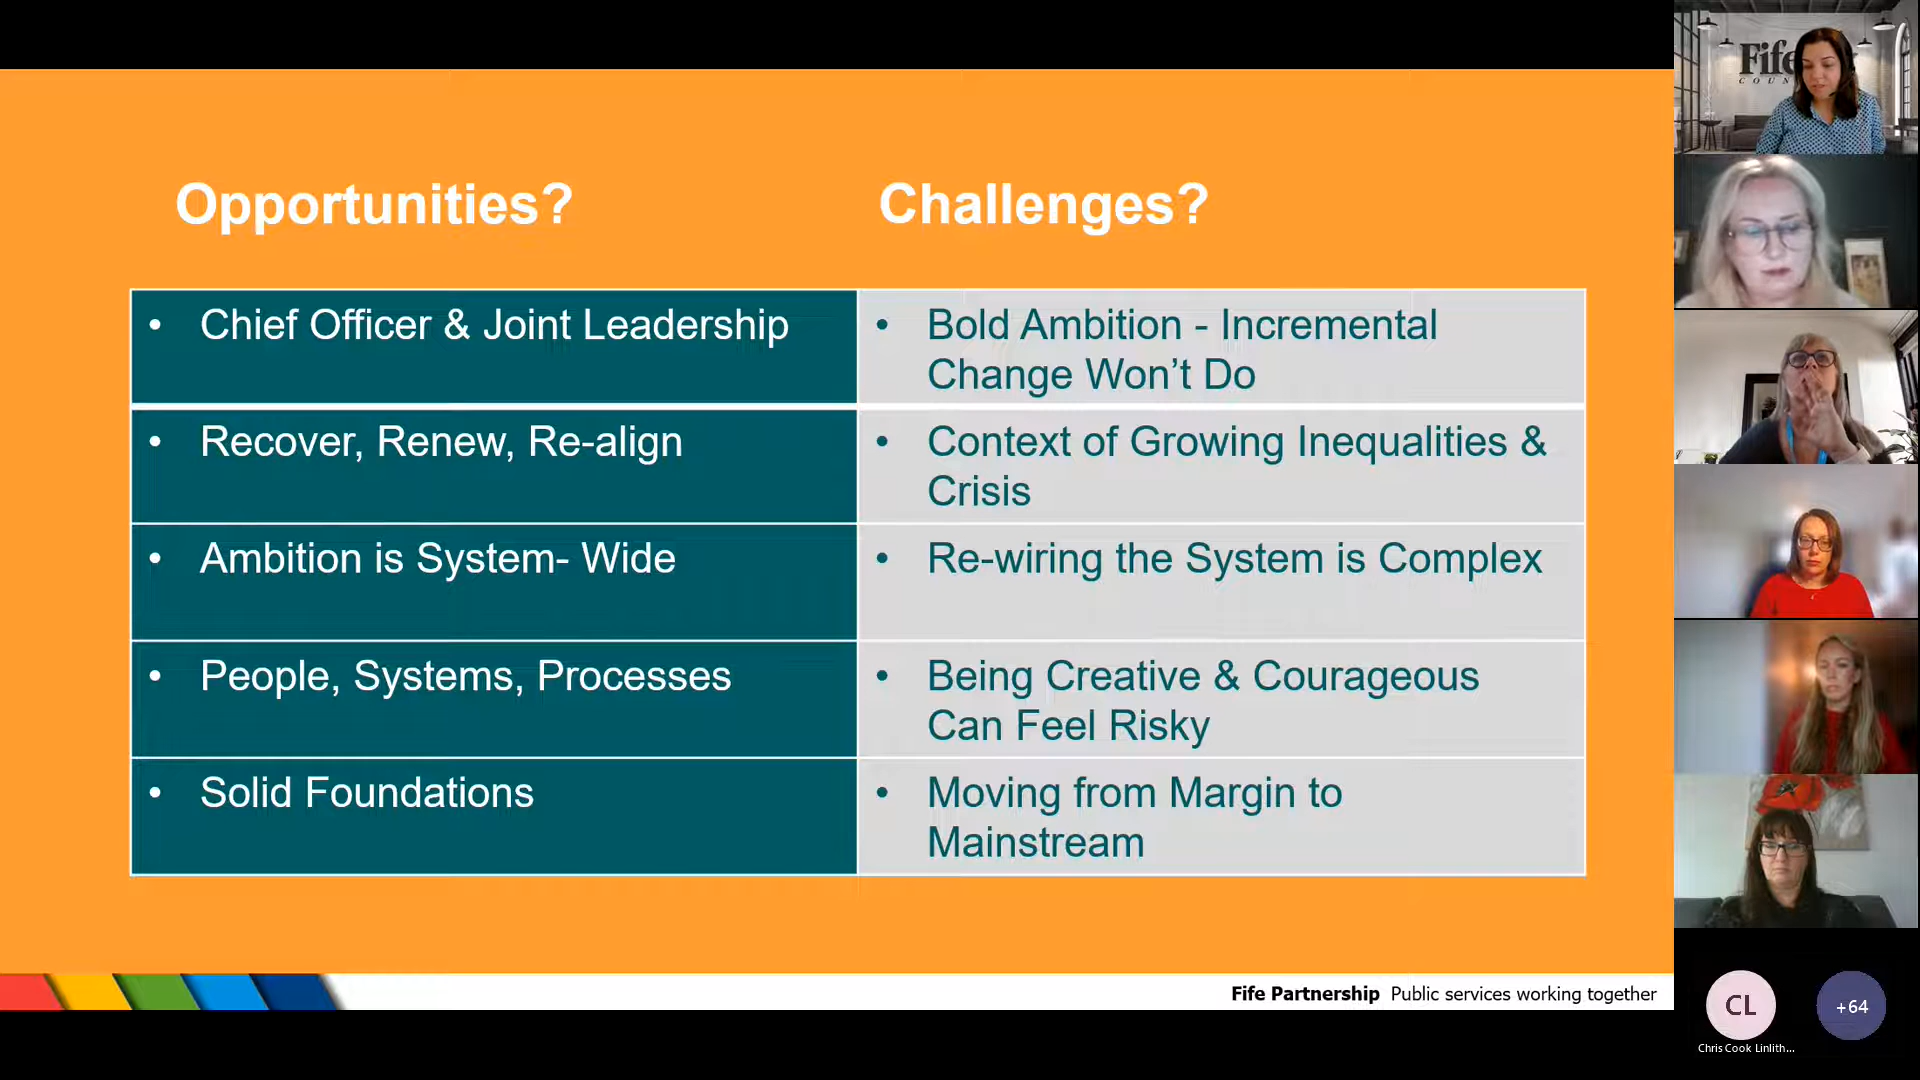 Opportunities?
Challenges?
• Chief Officer & Joint Leadership
• Bold Ambition - Incremental
Change Won’t Do
• Recover, Renew, Re-align
• Context of Growing Inequalities &
Crisis
• Ambition is System- Wide
• Re-wiring the System is Complex
• People, Systems, Processes
• Being Creative & Courageous
Can Feel Risky
• Solid Foundations
• Moving from Margin to
Mainstream
Fife Partnership Public services working together
Fife
COUN
CL
+64
Chris Cook Linlith...